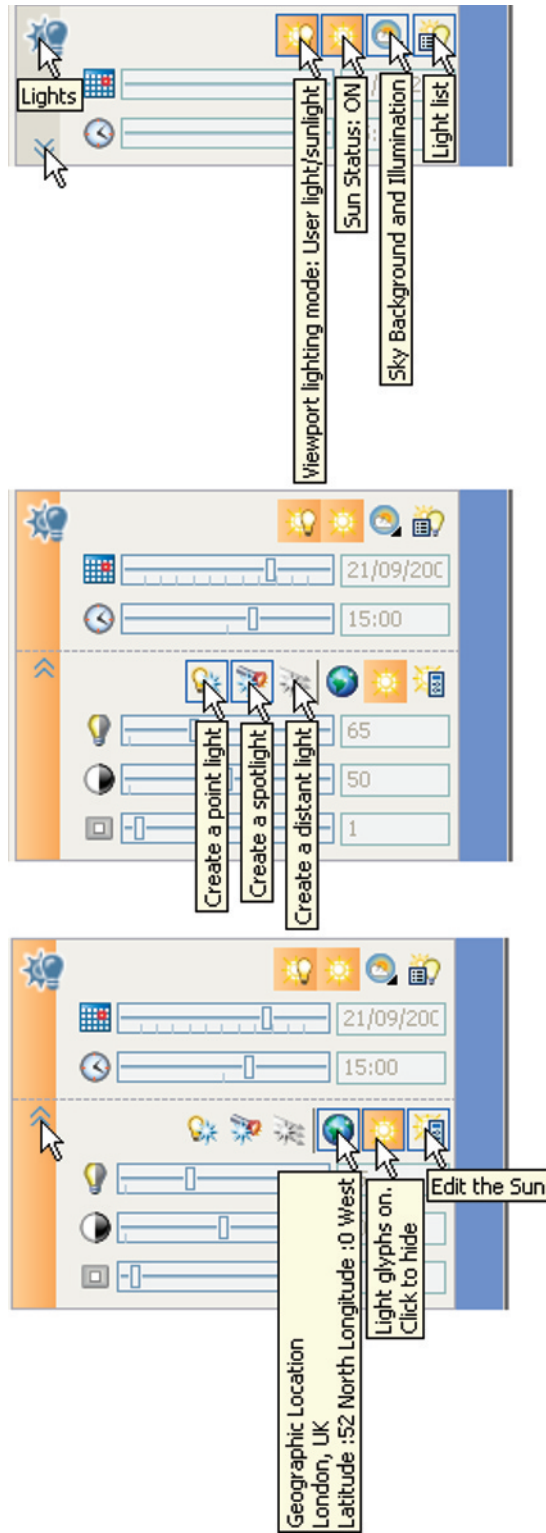 Lights
Viewport lighting mode: User light/sunlight
Sun Status: ON
Sky Background and Illumination
Light list
21/09/200
15:00
Create a point light
Create a spotlight
Create a distant light
65
50
1
21/09/200
15:00
Geographic Location
London, UK
Latitude :52 North Longitude :0 West
Light glyphs on.
Click to hide
Edit the Sun